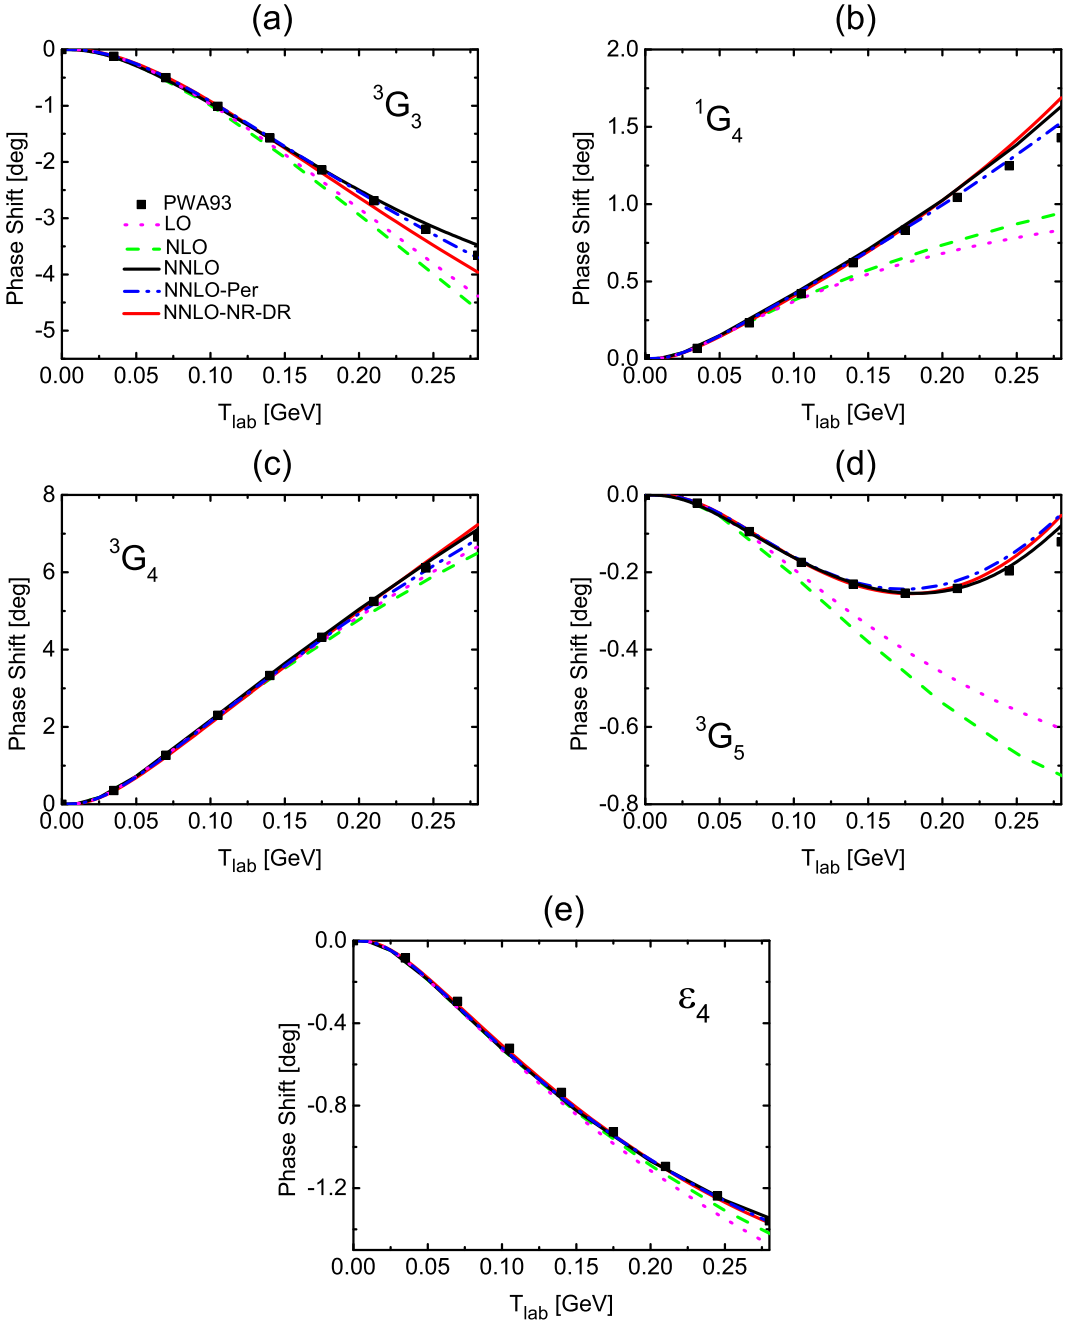 (a)
0
-1
-2
-3
-4
-5
Phase Shift [deg]
³G₃
PWA93
LO
NLO
NNLO
NNLO-Per
NNLO-NR-DR
0.00 0.05 0.10 0.15 0.20 0.25
T_lab [GeV]
(b)
2.0
1.5
1.0
0.5
0.0
Phase Shift [deg]
¹G₄
0.00 0.05 0.10 0.15 0.20 0.25
T_lab [GeV]
(c)
8
6
4
2
0
Phase Shift [deg]
³G₄
0.00 0.05 0.10 0.15 0.20 0.25
T_lab [GeV]
(d)
0.0
-0.2
-0.4
-0.6
-0.8
Phase Shift [deg]
³G₅
0.00 0.05 0.10 0.15 0.20 0.25
T_lab [GeV]
(e)
0.0
-0.4
-0.8
-1.2
Phase Shift [deg]
ε₄
0.00 0.05 0.10 0.15 0.20 0.25
T_lab [GeV]